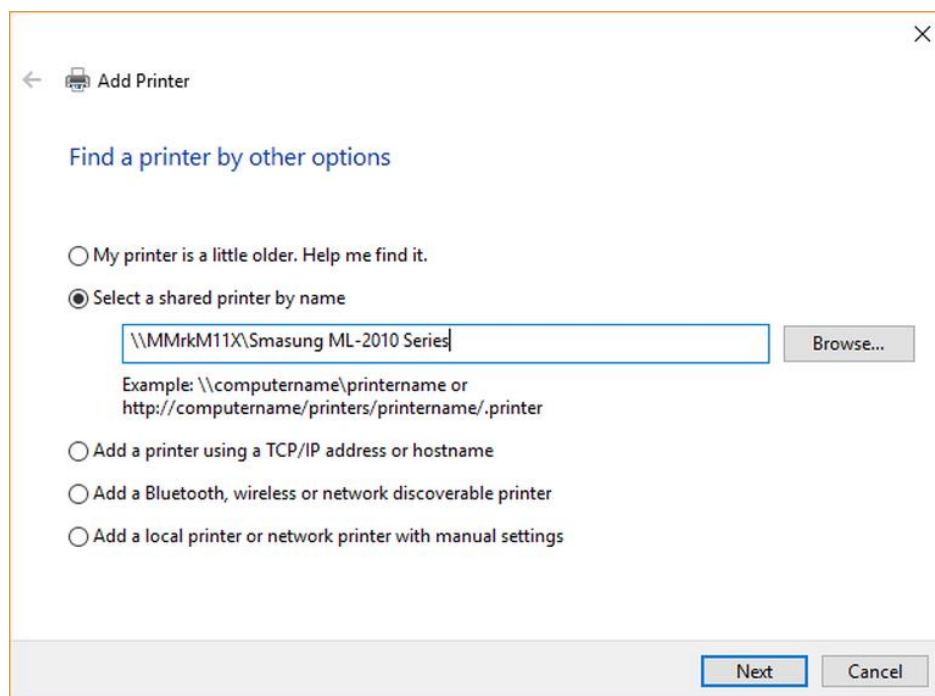 Add Printer
Find a printer by other options
My printer is a little older. Help me find it.
Select a shared printer by name
\\MMrkM11X\Smasung ML-2010 Series
Browse...
Example: \\computername\printername or
http://computername/printers/printername/.printer
Add a printer using a TCP/IP address or hostname
Add a Bluetooth, wireless or network discoverable printer
Add a local printer or network printer with manual settings
Next
Cancel